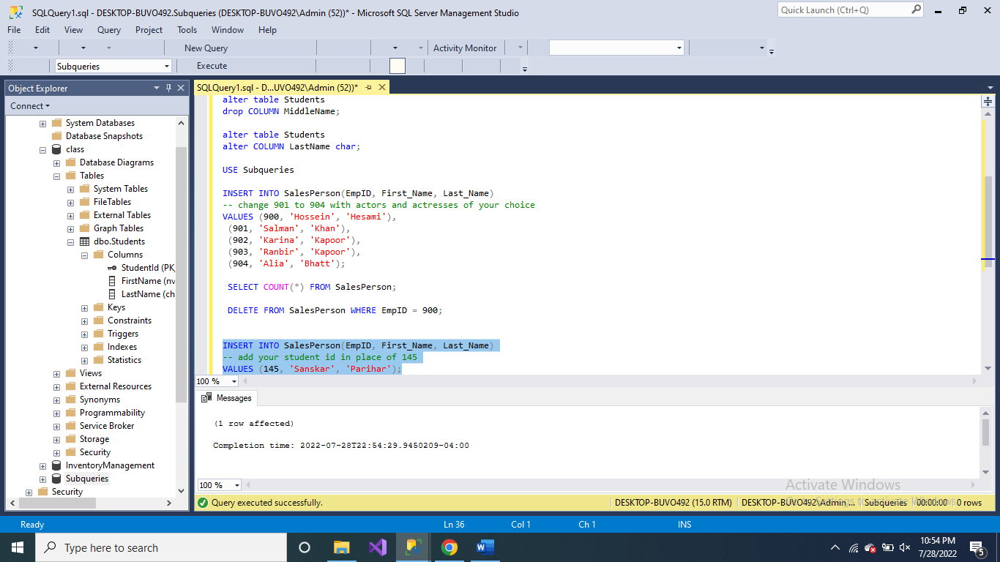 SQLQuery1.sql - DESKTOP-BUVO492.Subqueries (DESKTOP-BUVO492\Admin (52))* - Microsoft SQL Server Management Studio
Quick Launch (Ctrl+Q)
File Edit View Query Project Tools Window Help
New Query Activity Monitor
Subqueries Execute
Object Explorer
Connect
System Databases
Database Snapshots
class
Database Diagrams
Tables
System Tables
FileTables
External Tables
Graph Tables
dbo.Students
Columns
StudentId (PK,
FirstName (nv
LastName (ch
Keys
Constraints
Triggers
Indexes
Statistics
Views
External Resources
Synonyms
Programmability
Service Broker
Storage
Security
InventoryManagement
Subqueries
Security
SQLQuery1.sql - D...UVO492\Admin (52))*
alter table Students
drop COLUMN MiddleName;
alter table Students
alter COLUMN LastName char;
USE Subqueries
INSERT INTO SalesPerson(EmpID, First_Name, Last_Name)
-- change 901 to 904 with actors and actresses of your choice
VALUES (900, 'Hossein', 'Hesami'),
(901, 'Salman', 'Khan'),
(902, 'Karina', 'Kapoor'),
(903, 'Ranbir', 'Kapoor'),
(904, 'Alia', 'Bhatt');
SELECT COUNT(*) FROM SalesPerson;
DELETE FROM SalesPerson WHERE EmpID = 900;
INSERT INTO SalesPerson(EmpID, First_Name, Last_Name)
-- add your student id in place of 145
VALUES (145, 'Sanskar', 'Parihar');
100 %
Messages
(1 row affected)
Completion time: 2022-07-28T22:54:29.9450209-04:00
100 %
Activate Windows
Go to Settings to activate Windows.
Query executed successfully. DESKTOP-BUVO492 (15.0 RTM) DESKTOP-BUVO492\Admin ... Subqueries 00:00:00 0 rows
Ready Ln 36 Col 1 Ch 1 INS
Type here to search
10:54 PM
7/28/2022
5